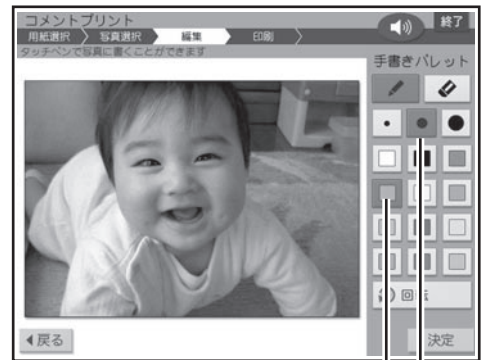 コメントプリント
終了
用紙選択 写真選択 編集 印刷
タッチペンで写真に書くことができます
手書きパレット
回転
戻る
決定